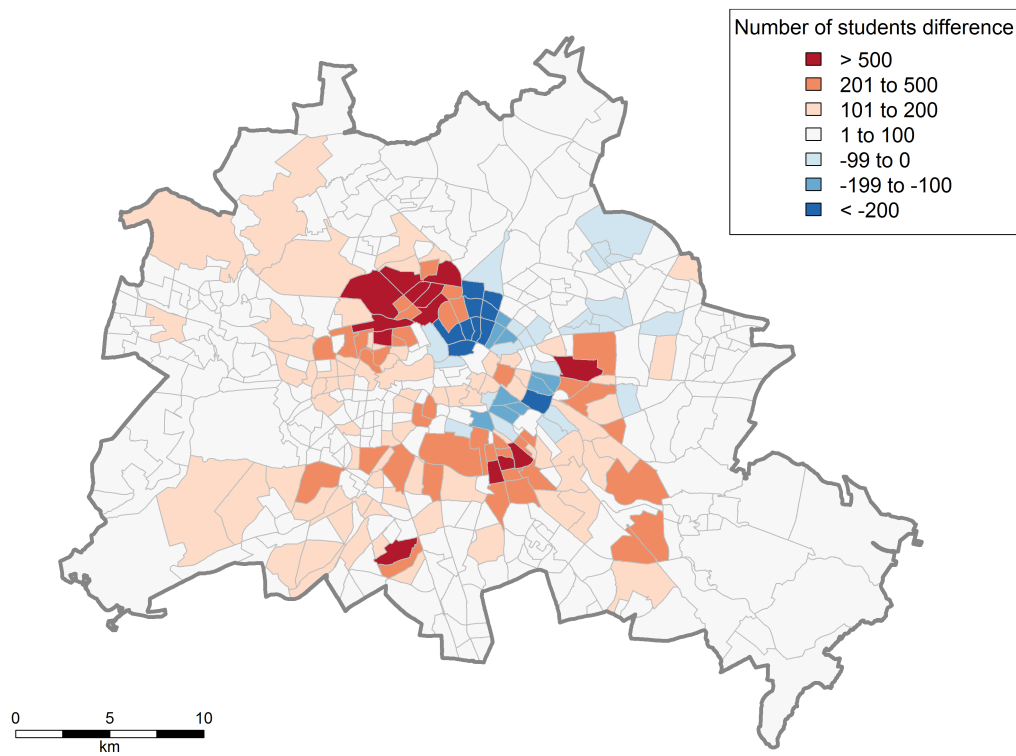 Number of students difference
> 500
201 to 500
101 to 200
1 to 100
-99 to 0
-199 to -100
< -200
0 5 10
km